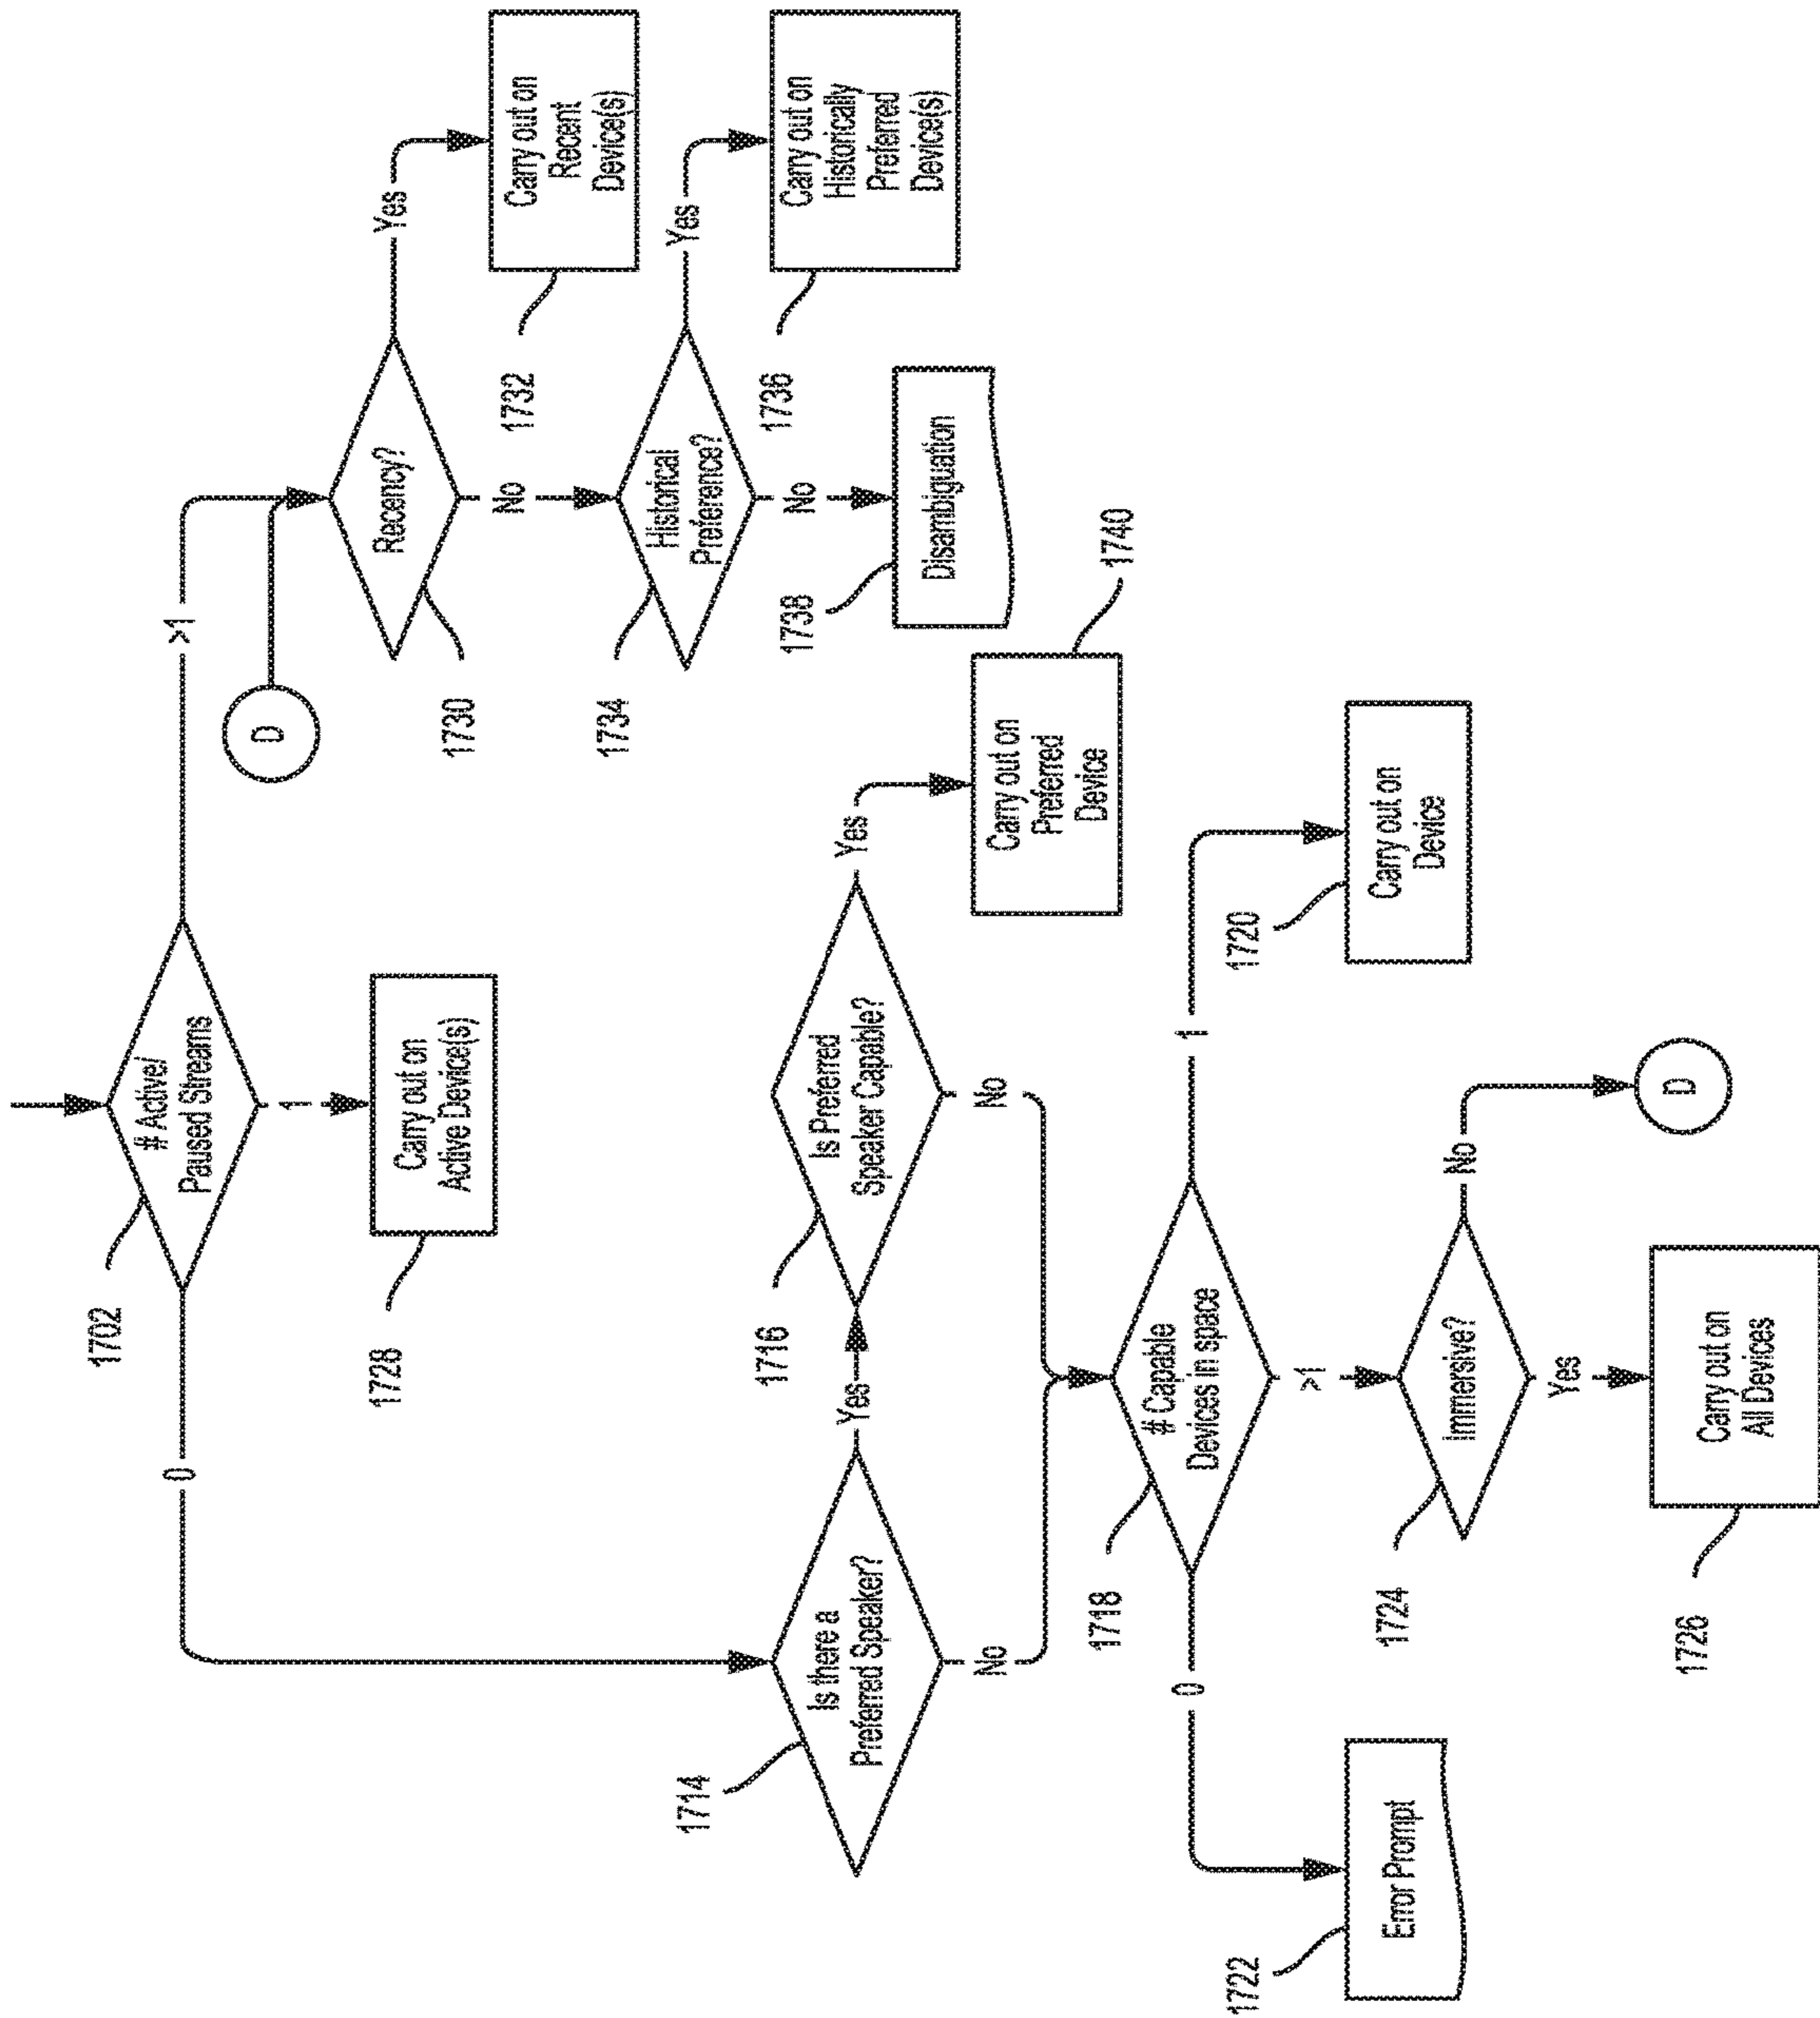 # Active/
Paused Streams
1702
0
1
>1
Carry out on
Active Device(s)
1728
D
Recency?
1730
Yes
Carry out on
Recent
Device(s)
1732
No
Historical
Preference?
1734
Yes
Carry out on
Historically
Preferred
Device(s)
1736
No
Disambiguation
1738
Is there a
Preferred Speaker?
1714
Yes
No
Is Preferred
Speaker Capable?
1716
Yes
No
Carry out on
Preferred
Device
1740
# Capable
Devices in space
1718
0
>1
1
Error Prompt
1722
Carry out on
Device
1720
Immersive?
1724
No
D
Yes
Carry out on
All Devices
1726